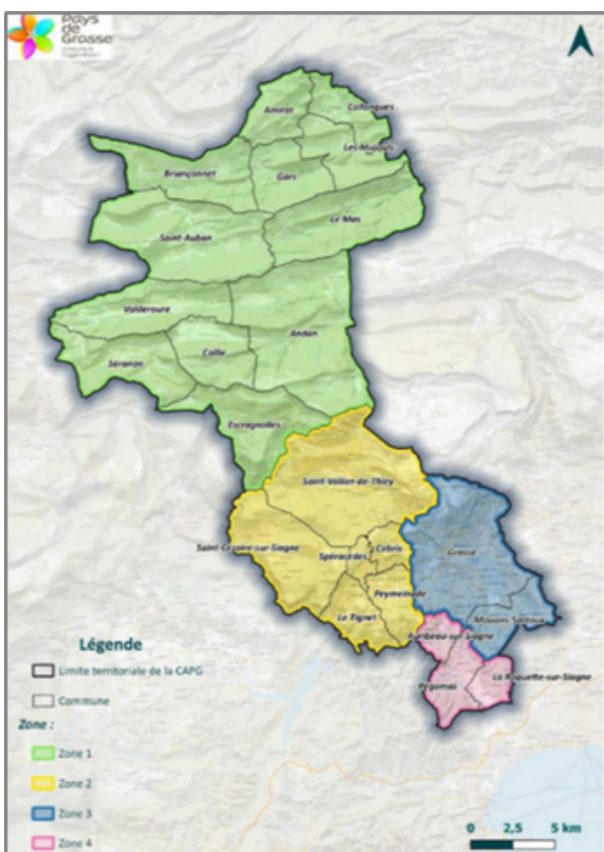 Pays
de
Grasse
Amirat
Collongues
Les Mujouls
Briançonnet
Gars
Le Mas
Saint-Auban
Valderoure
Andon
Caille
Séranon
Escragnolles
Saint-Vallier-de-Thiey
Saint-Cézaire-sur-Siagne
Spéracèdes
Cabris
Grasse
Peymeinade
Le Tignet
Mouans-Sartoux
Auribeau-sur-Siagne
Pégomas
La Roquette-sur-Siagne
Légende
Limite territoriale de la CAPG
Commune
Zone :
Zone 1
Zone 2
Zone 3
Zone 4
0 2,5 5 km